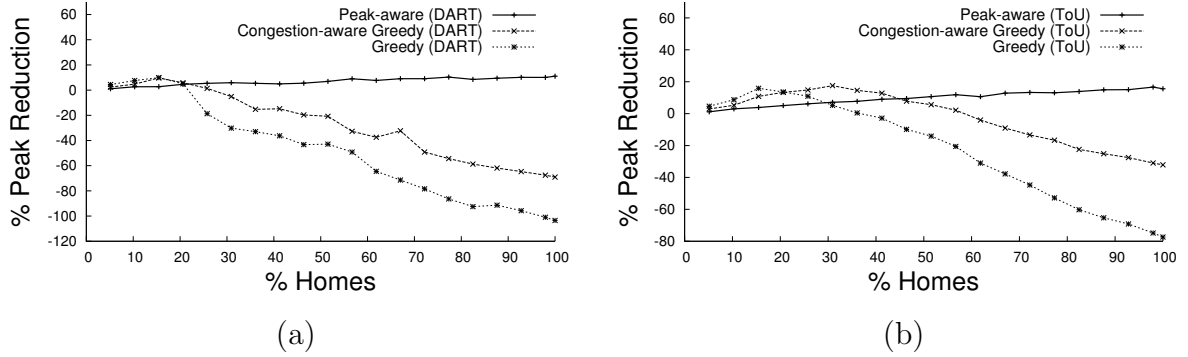 Peak-aware (DART)
Congestion-aware Greedy (DART)
Greedy (DART)
% Peak Reduction
60
40
20
0
-20
-40
-60
-80
-100
-120
0 10 20 30 40 50 60 70 80 90 100
% Homes
(a)
Peak-aware (ToU)
Congestion-aware Greedy (ToU)
Greedy (ToU)
% Peak Reduction
60
40
20
0
-20
-40
-60
-80
0 10 20 30 40 50 60 70 80 90 100
% Homes
(b)